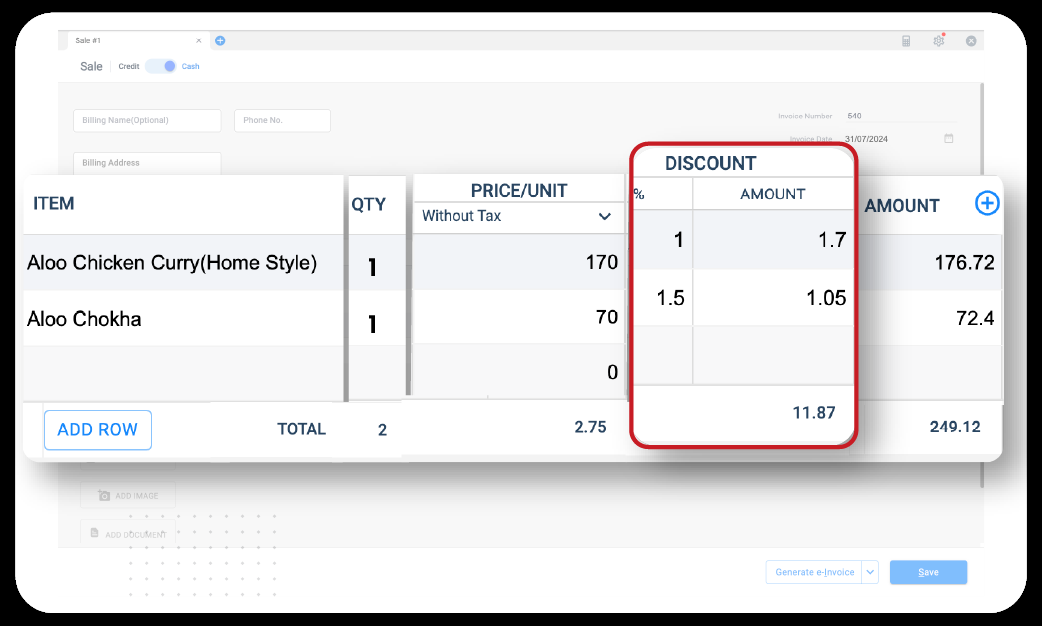 Sale #1
Sale Credit Cash
Billing Name(Optional) Phone No. Invoice Number 540
Invoice Date 31/07/2024
Billing Address
ITEM QTY PRICE/UNIT DISCOUNT AMOUNT
Without Tax % AMOUNT
Aloo Chicken Curry(Home Style) 1 170 1 1.7 176.72
Aloo Chokha 1 70 1.5 1.05 72.4
0
ADD ROW TOTAL 2 2.75 11.87 249.12
ADD IMAGE
ADD DOCUMENT
Generate e-Invoice Save